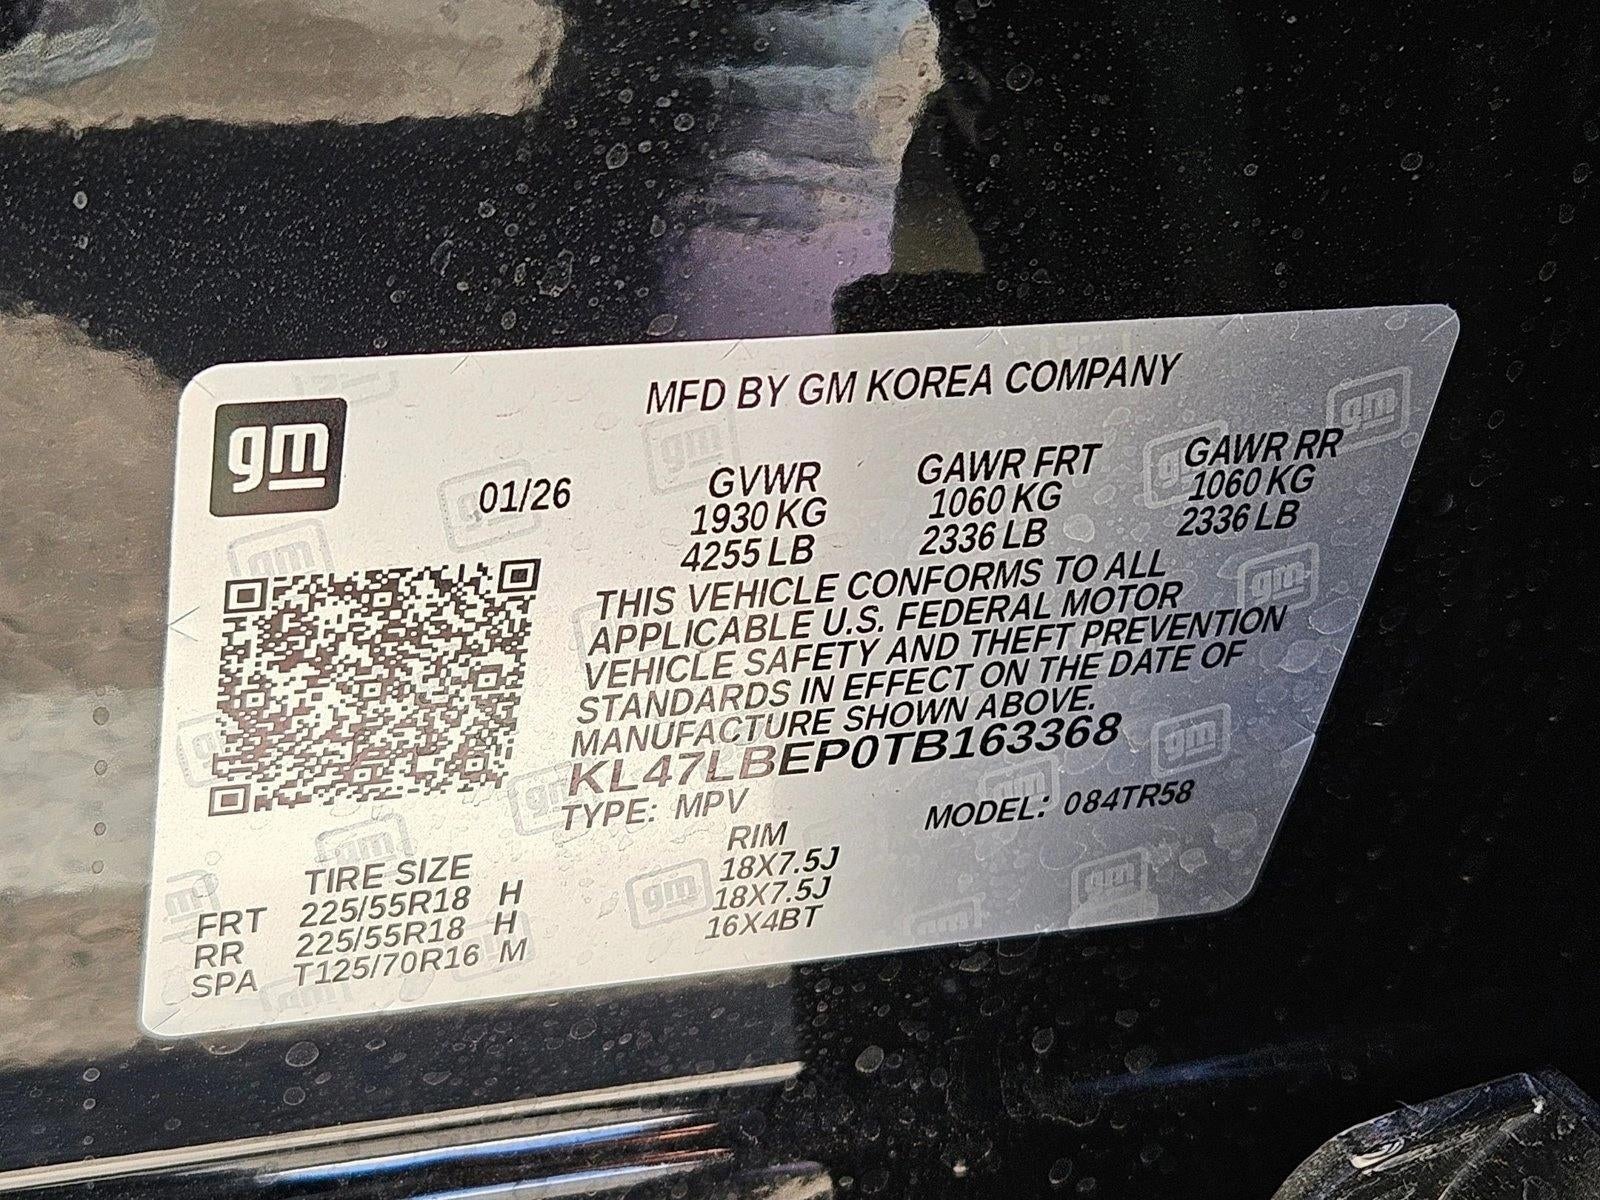 gm
MFD BY GM KOREA COMPANY
01/26 GVWR GAWR FRT GAWR RR
1930 KG 1060 KG 1060 KG
4255 LB 2336 LB 2336 LB
THIS VEHICLE CONFORMS TO ALL
APPLICABLE U.S. FEDERAL MOTOR
VEHICLE SAFETY AND THEFT PREVENTION
STANDARDS IN EFFECT ON THE DATE OF
MANUFACTURE SHOWN ABOVE.
KL47LBEP0TB163368
TYPE: MPV MODEL: 084TR58
TIRE SIZE RIM
FRT 225/55R18 H 18X7.5J
RR 225/55R18 H 18X7.5J
SPA T125/70R16 M 16X4BT